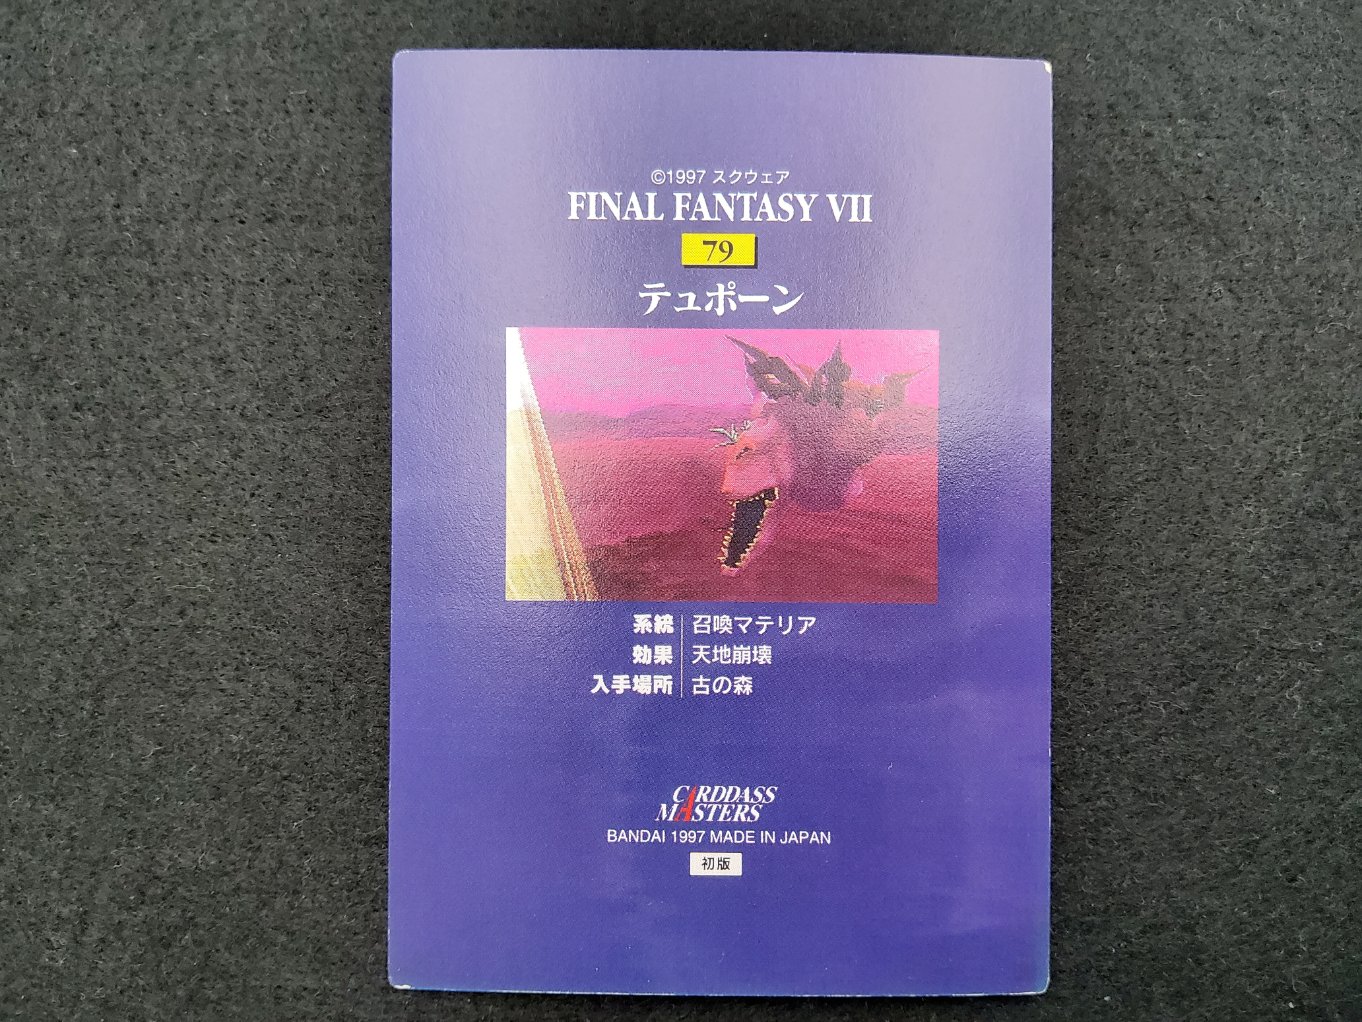 ©1997 スクウェア
FINAL FANTASY VII
79
テュポーン
系統 召喚マテリア
効果 天地崩壊
入手場所 古の森
CARDDASS
MASTERS
BANDAI 1997 MADE IN JAPAN
初版